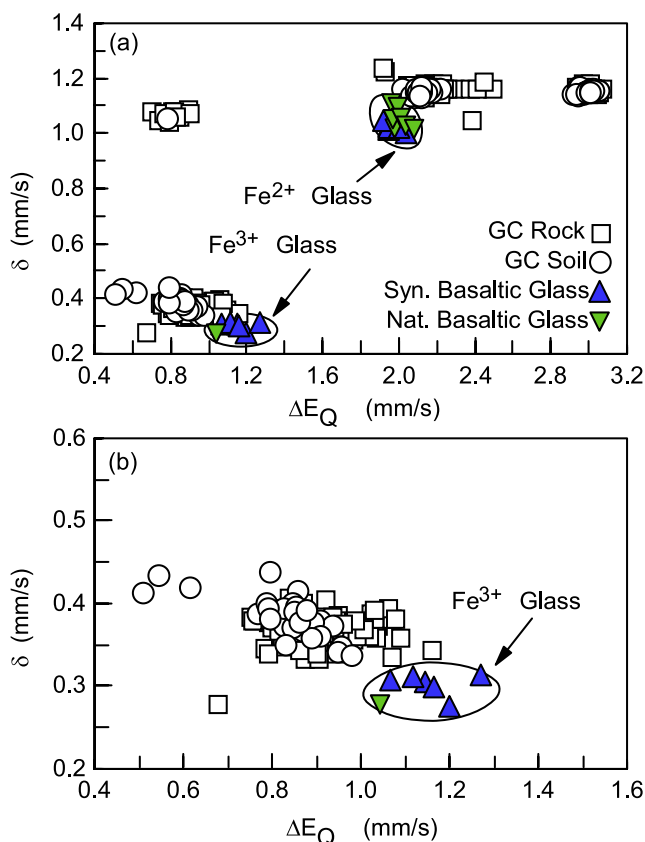 (a)
1.4
1.2
1.0
0.8
0.6
0.4
0.2
δ (mm/s)
Fe²⁺ Glass
Fe³⁺ Glass
GC Rock
GC Soil
Syn. Basaltic Glass
Nat. Basaltic Glass
0.4 0.8 1.2 1.6 2.0 2.4 2.8 3.2
ΔE_Q (mm/s)
(b)
0.6
0.5
0.4
0.3
0.2
δ (mm/s)
Fe³⁺ Glass
0.4 0.6 0.8 1.0 1.2 1.4 1.6
ΔE_Q (mm/s)